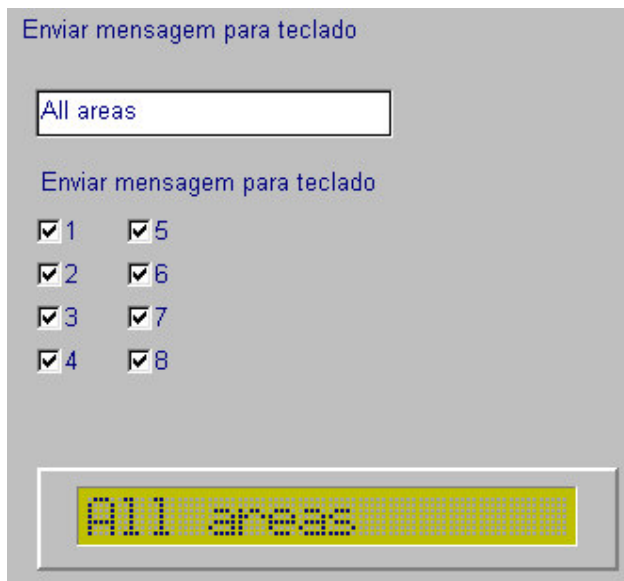 Enviar mensagem para teclado
All areas
Enviar mensagem para teclado
1 5
2 6
3 7
4 8
All areas